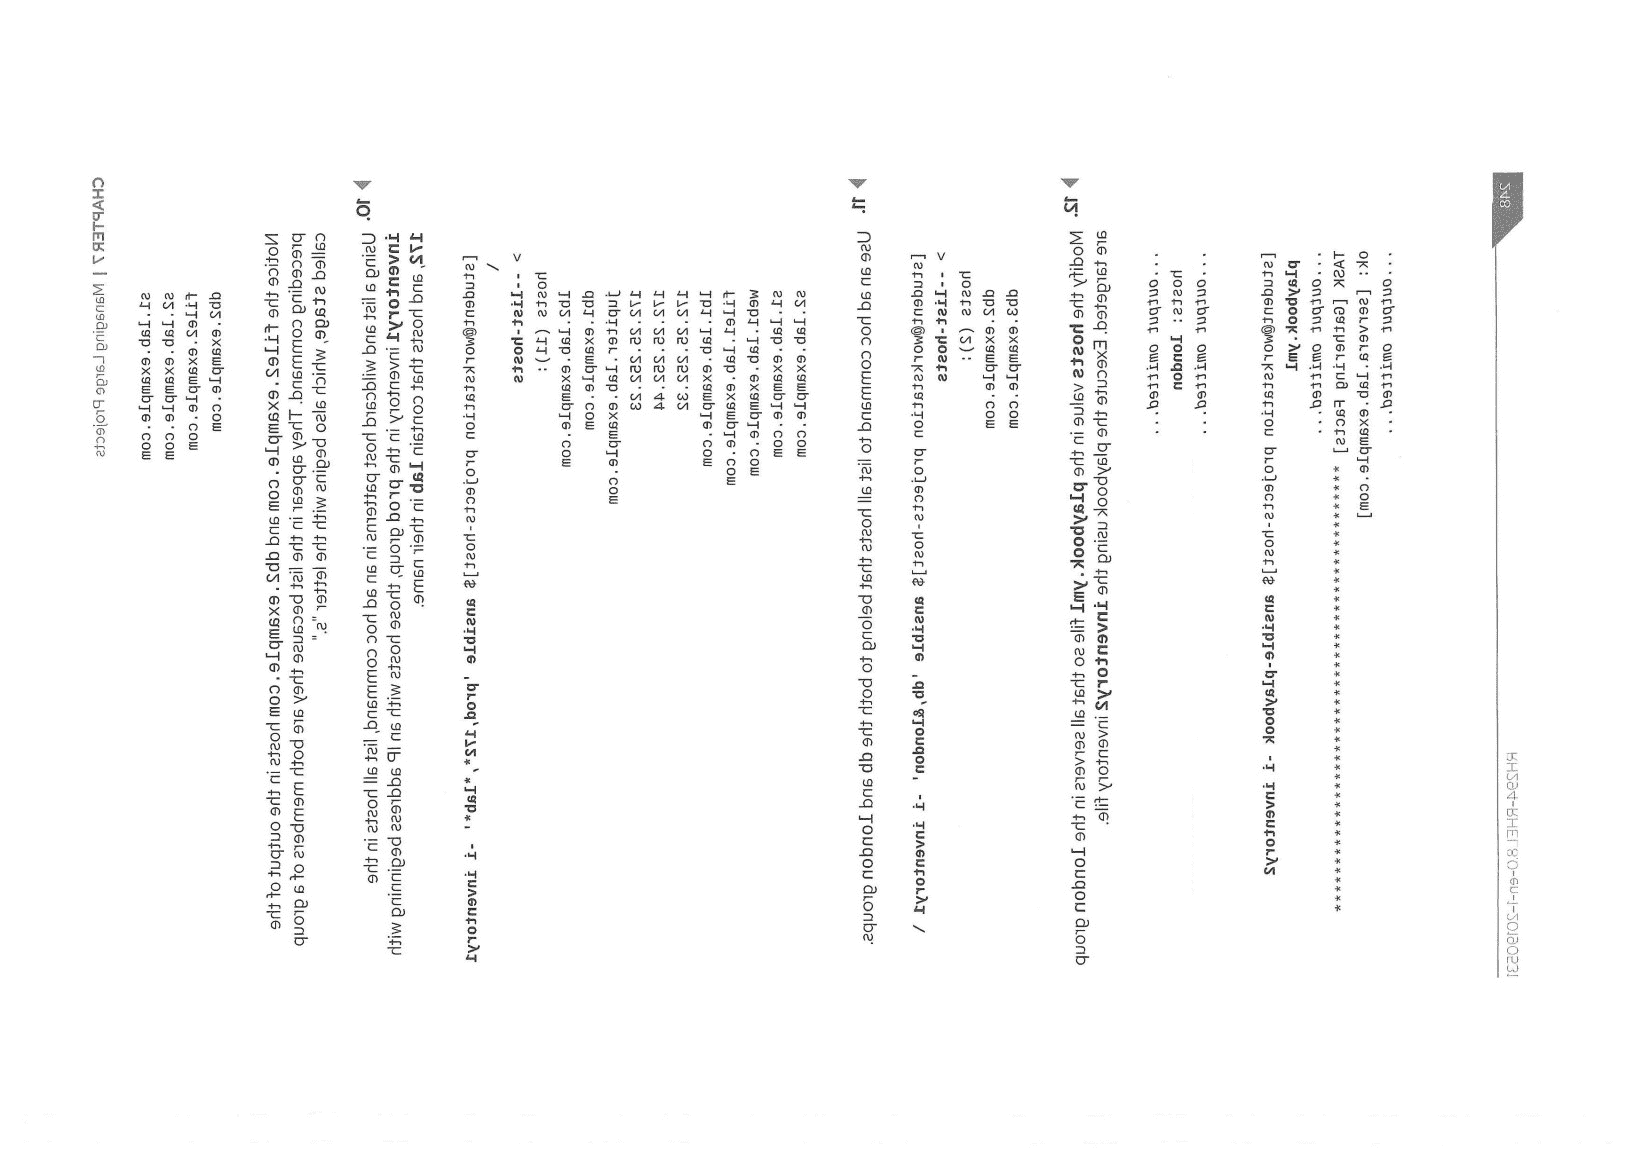 CHAPTER 7 | Managing Large Projects
s1.lab.example.com
s2.lab.example.com
file2.example.com
db2.example.com
Notice the file2.example.com and db2.example.com hosts in the output of the
preceding command. They appear in the list because they are both members of a group
called stage, which also begins with the letter "s."
10. Using a list and wildcard host patterns in an ad hoc command, list all hosts in the
inventory1 inventory in the prod group, those hosts with an IP address beginning with
172, and hosts that contain lab in their name.
[student@workstation projects-host]$ ansible 'prod,172*,*lab*' -i inventory1
\
> --list-hosts
hosts (11):
lb2.lab.example.com
db1.example.com
jupiter.lab.example.com
172.25.252.23
172.25.252.44
172.25.252.32
lb1.lab.example.com
file1.lab.example.com
web1.lab.example.com
s1.lab.example.com
s2.lab.example.com
11. Use an ad hoc command to list all hosts that belong to both the db and london groups.
[student@workstation projects-host]$ ansible 'db,&london' -i inventory1 \
> --list-hosts
hosts (2):
db2.example.com
db3.example.com
12. Modify the hosts value in the playbook.yml file so that all servers in the london group
are targeted. Execute the playbook using the inventory2 inventory file.
...output omitted...
hosts: london
...output omitted...
[student@workstation projects-host]$ ansible-playbook -i inventory2
playbook.yml
...output omitted...
TASK [Gathering Facts] *******************************************************
ok: [servera.lab.example.com]
...output omitted...
248
RH294-RHEL8.0-en-1-20190531